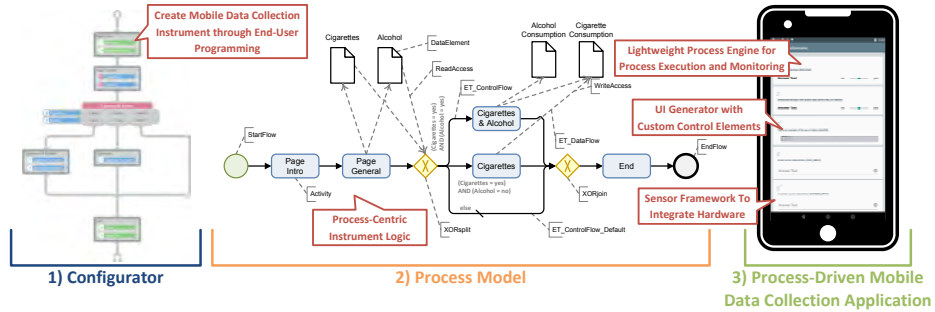 Create Mobile Data Collection
Instrument through End-User
Programming
Cigarettes
Alcohol
DataElement
ReadAccess
ET_ControlFlow
Alcohol
Consumption
Cigarette
Consumption
WriteAccess
StartFlow
Page
Intro
Activity
Page
General
(Cigarettes = yes)
AND (Alcohol = yes)
X
Cigarettes
& Alcohol
Cigarettes
(Cigarettes = yes)
AND (Alcohol = no)
else
ET_DataFlow
X
XORjoin
End
EndFlow
XORsplit
ET_ControlFlow_Default
Process-Centric
Instrument Logic
Lightweight Process Engine for
Process Execution and Monitoring
UI Generator with
Custom Control Elements
Sensor Framework To
Integrate Hardware
1) Configurator
2) Process Model
3) Process-Driven Mobile
Data Collection Application